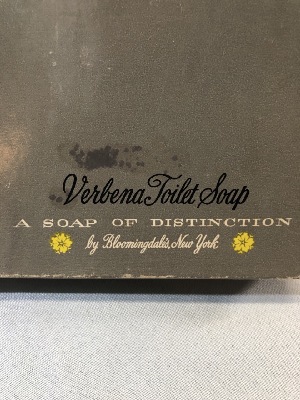 Verbena Toilet Soap
A SOAP OF DISTINCTION
by Bloomingdale's, New York